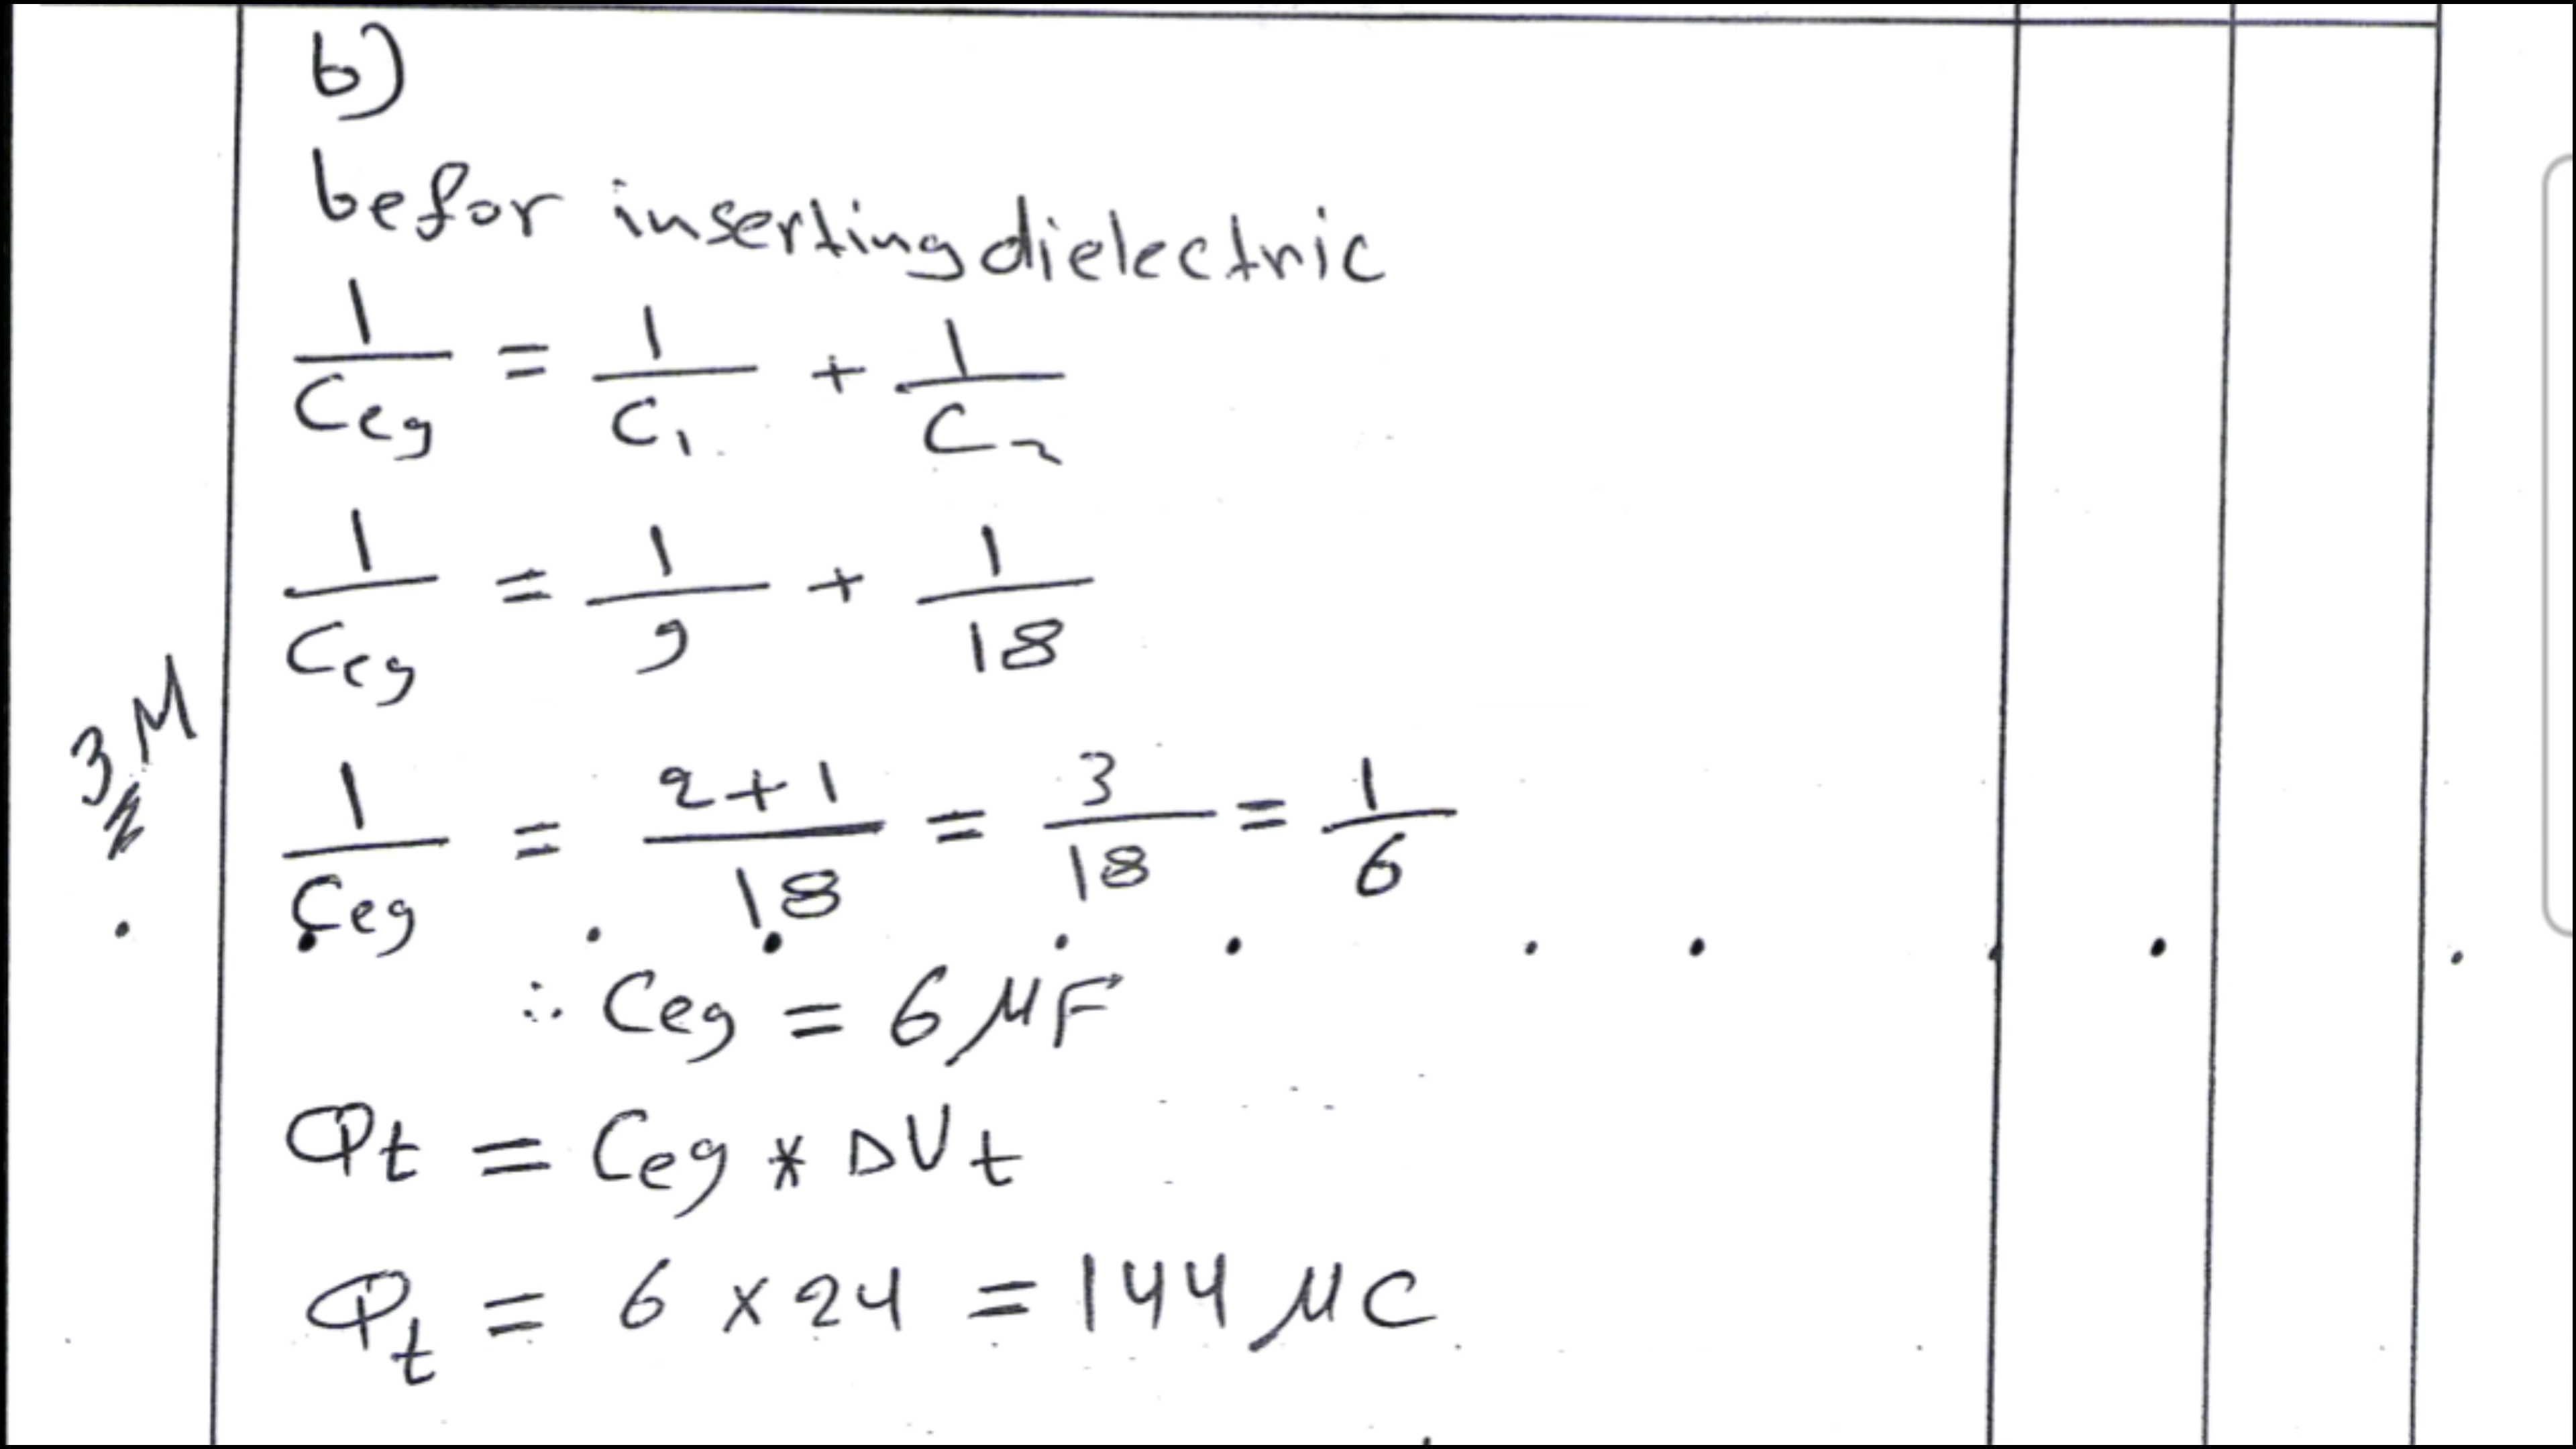 b)
befor inserting dielectric
1/Ceq = 1/C1 + 1/C2
1/Ceq = 1/9 + 1/18
3M
1/Ceq = 2+1/18 = 3/18 = 1/6
∴ Ceq = 6 μF
Qt = Ceq * ΔVt
Qt = 6 × 24 = 144 μC